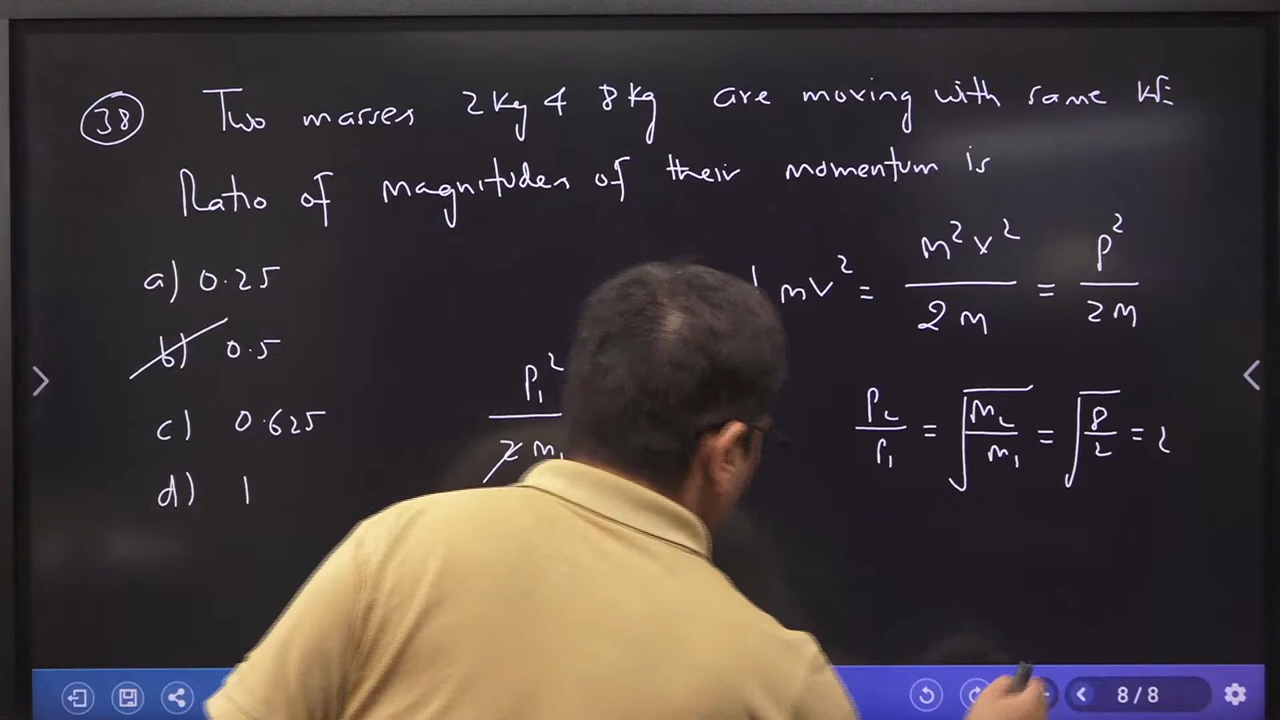 38 Two masses 2kg & 8kg are moving with same KE
Ratio of magnitudes of their momentum is
a) 0.25
b) 0.5
c) 0.625
d) 1
mv² = m²v²/2m = p²/2m
P₁²/2m₁
P₂/P₁ = √(m₂/m₁) = √(8/2) = 2
8/8